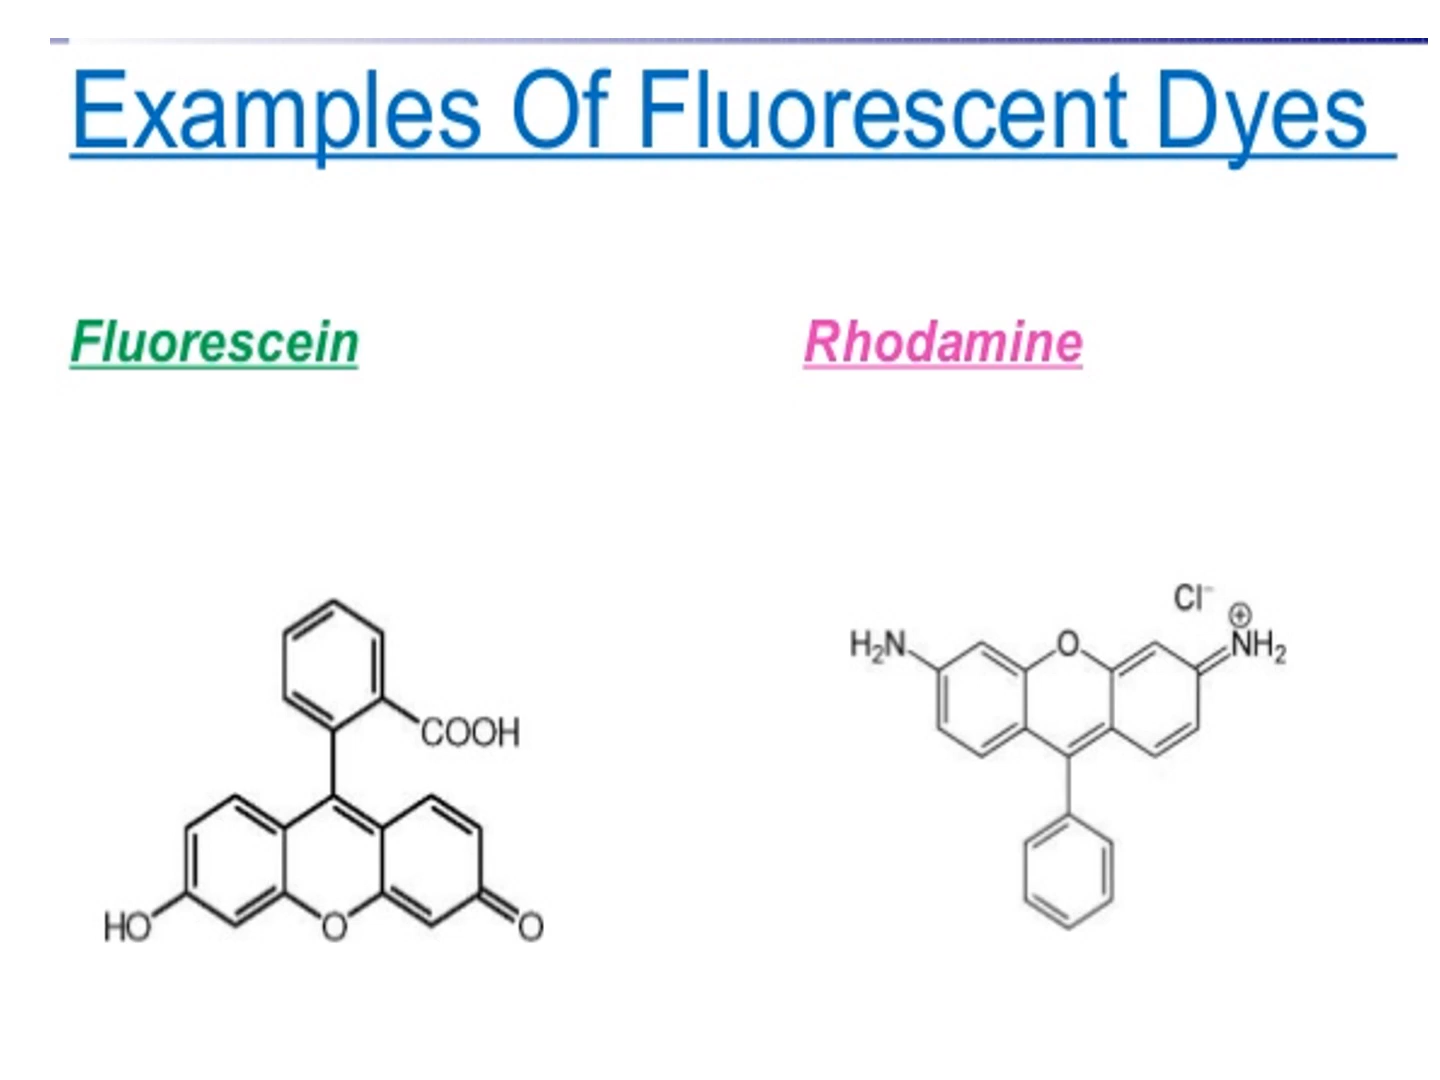 Examples Of Fluorescent Dyes
Fluorescein
Rhodamine
COOH
HO
O
O
Cl⁻
H₂N
O
⊕
NH₂